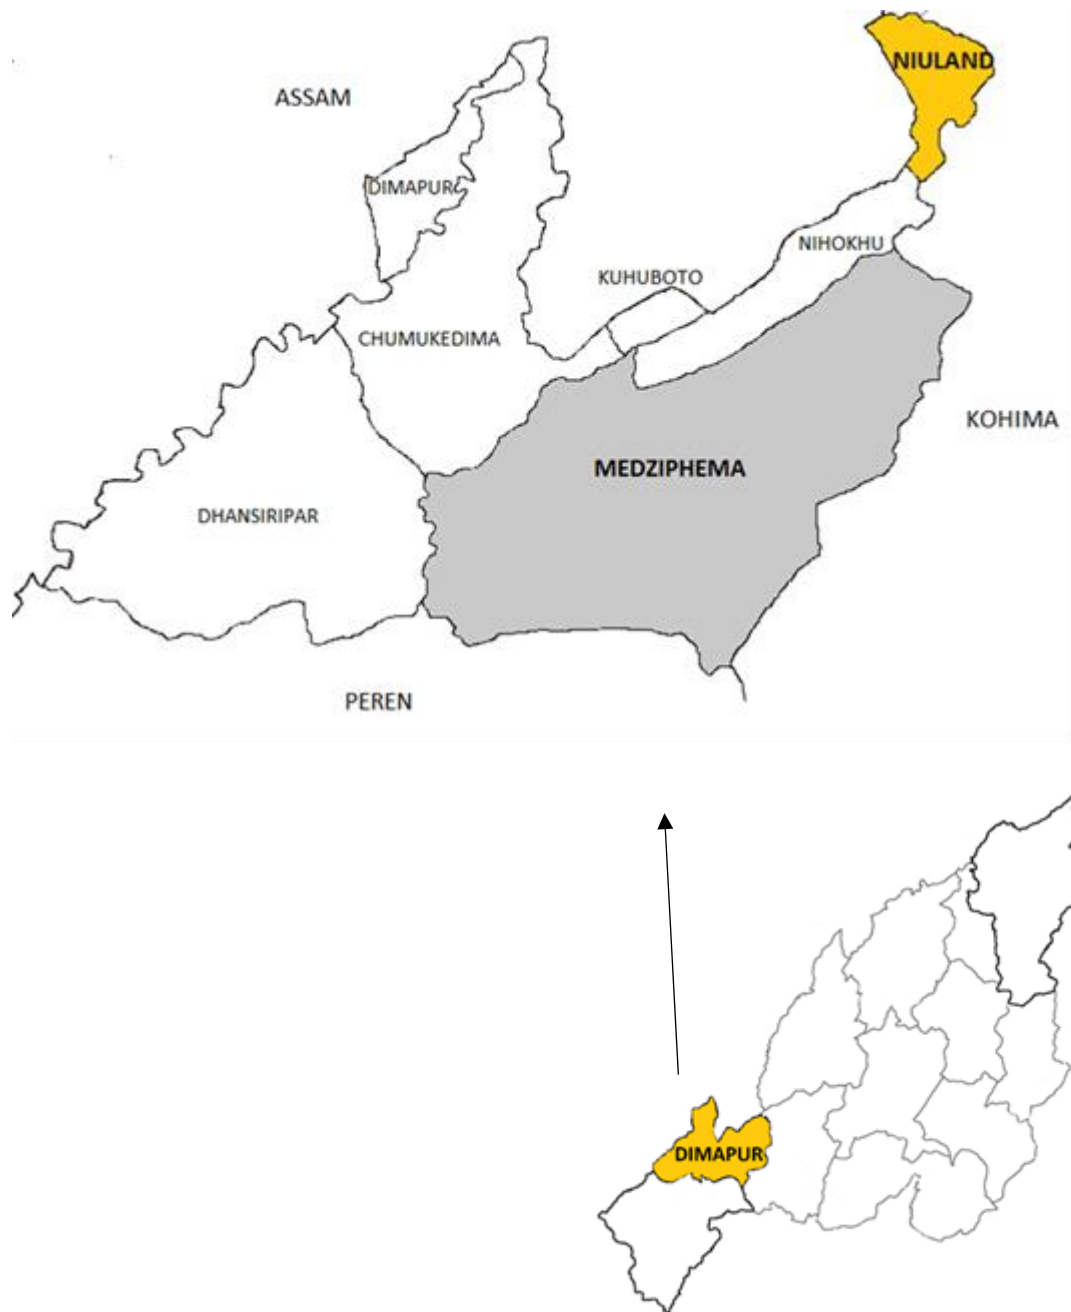 NIULAND
ASSAM
DIMAPUR
NIHOKHU
KUHUBOTO
CHUMUKEDIMA
KOHIMA
MEDZIPHEMA
DHANSIRIPAR
PEREN
DIMAPUR